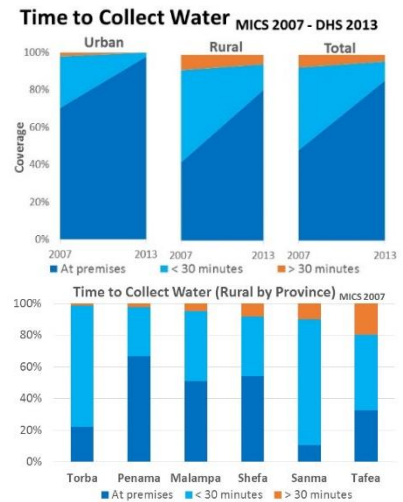 Time to Collect Water MICS 2007 - DHS 2013
Urban Rural Total
100%
80%
60%
40%
20%
0%
Coverage
2007 2013 2007 2013 2007 2013
At premises < 30 minutes > 30 minutes
Time to Collect Water (Rural by Province) MICS 2007
100%
80%
60%
40%
20%
0%
Torba Penama Malampa Shefa Sanma Tafea
At premises < 30 minutes > 30 minutes